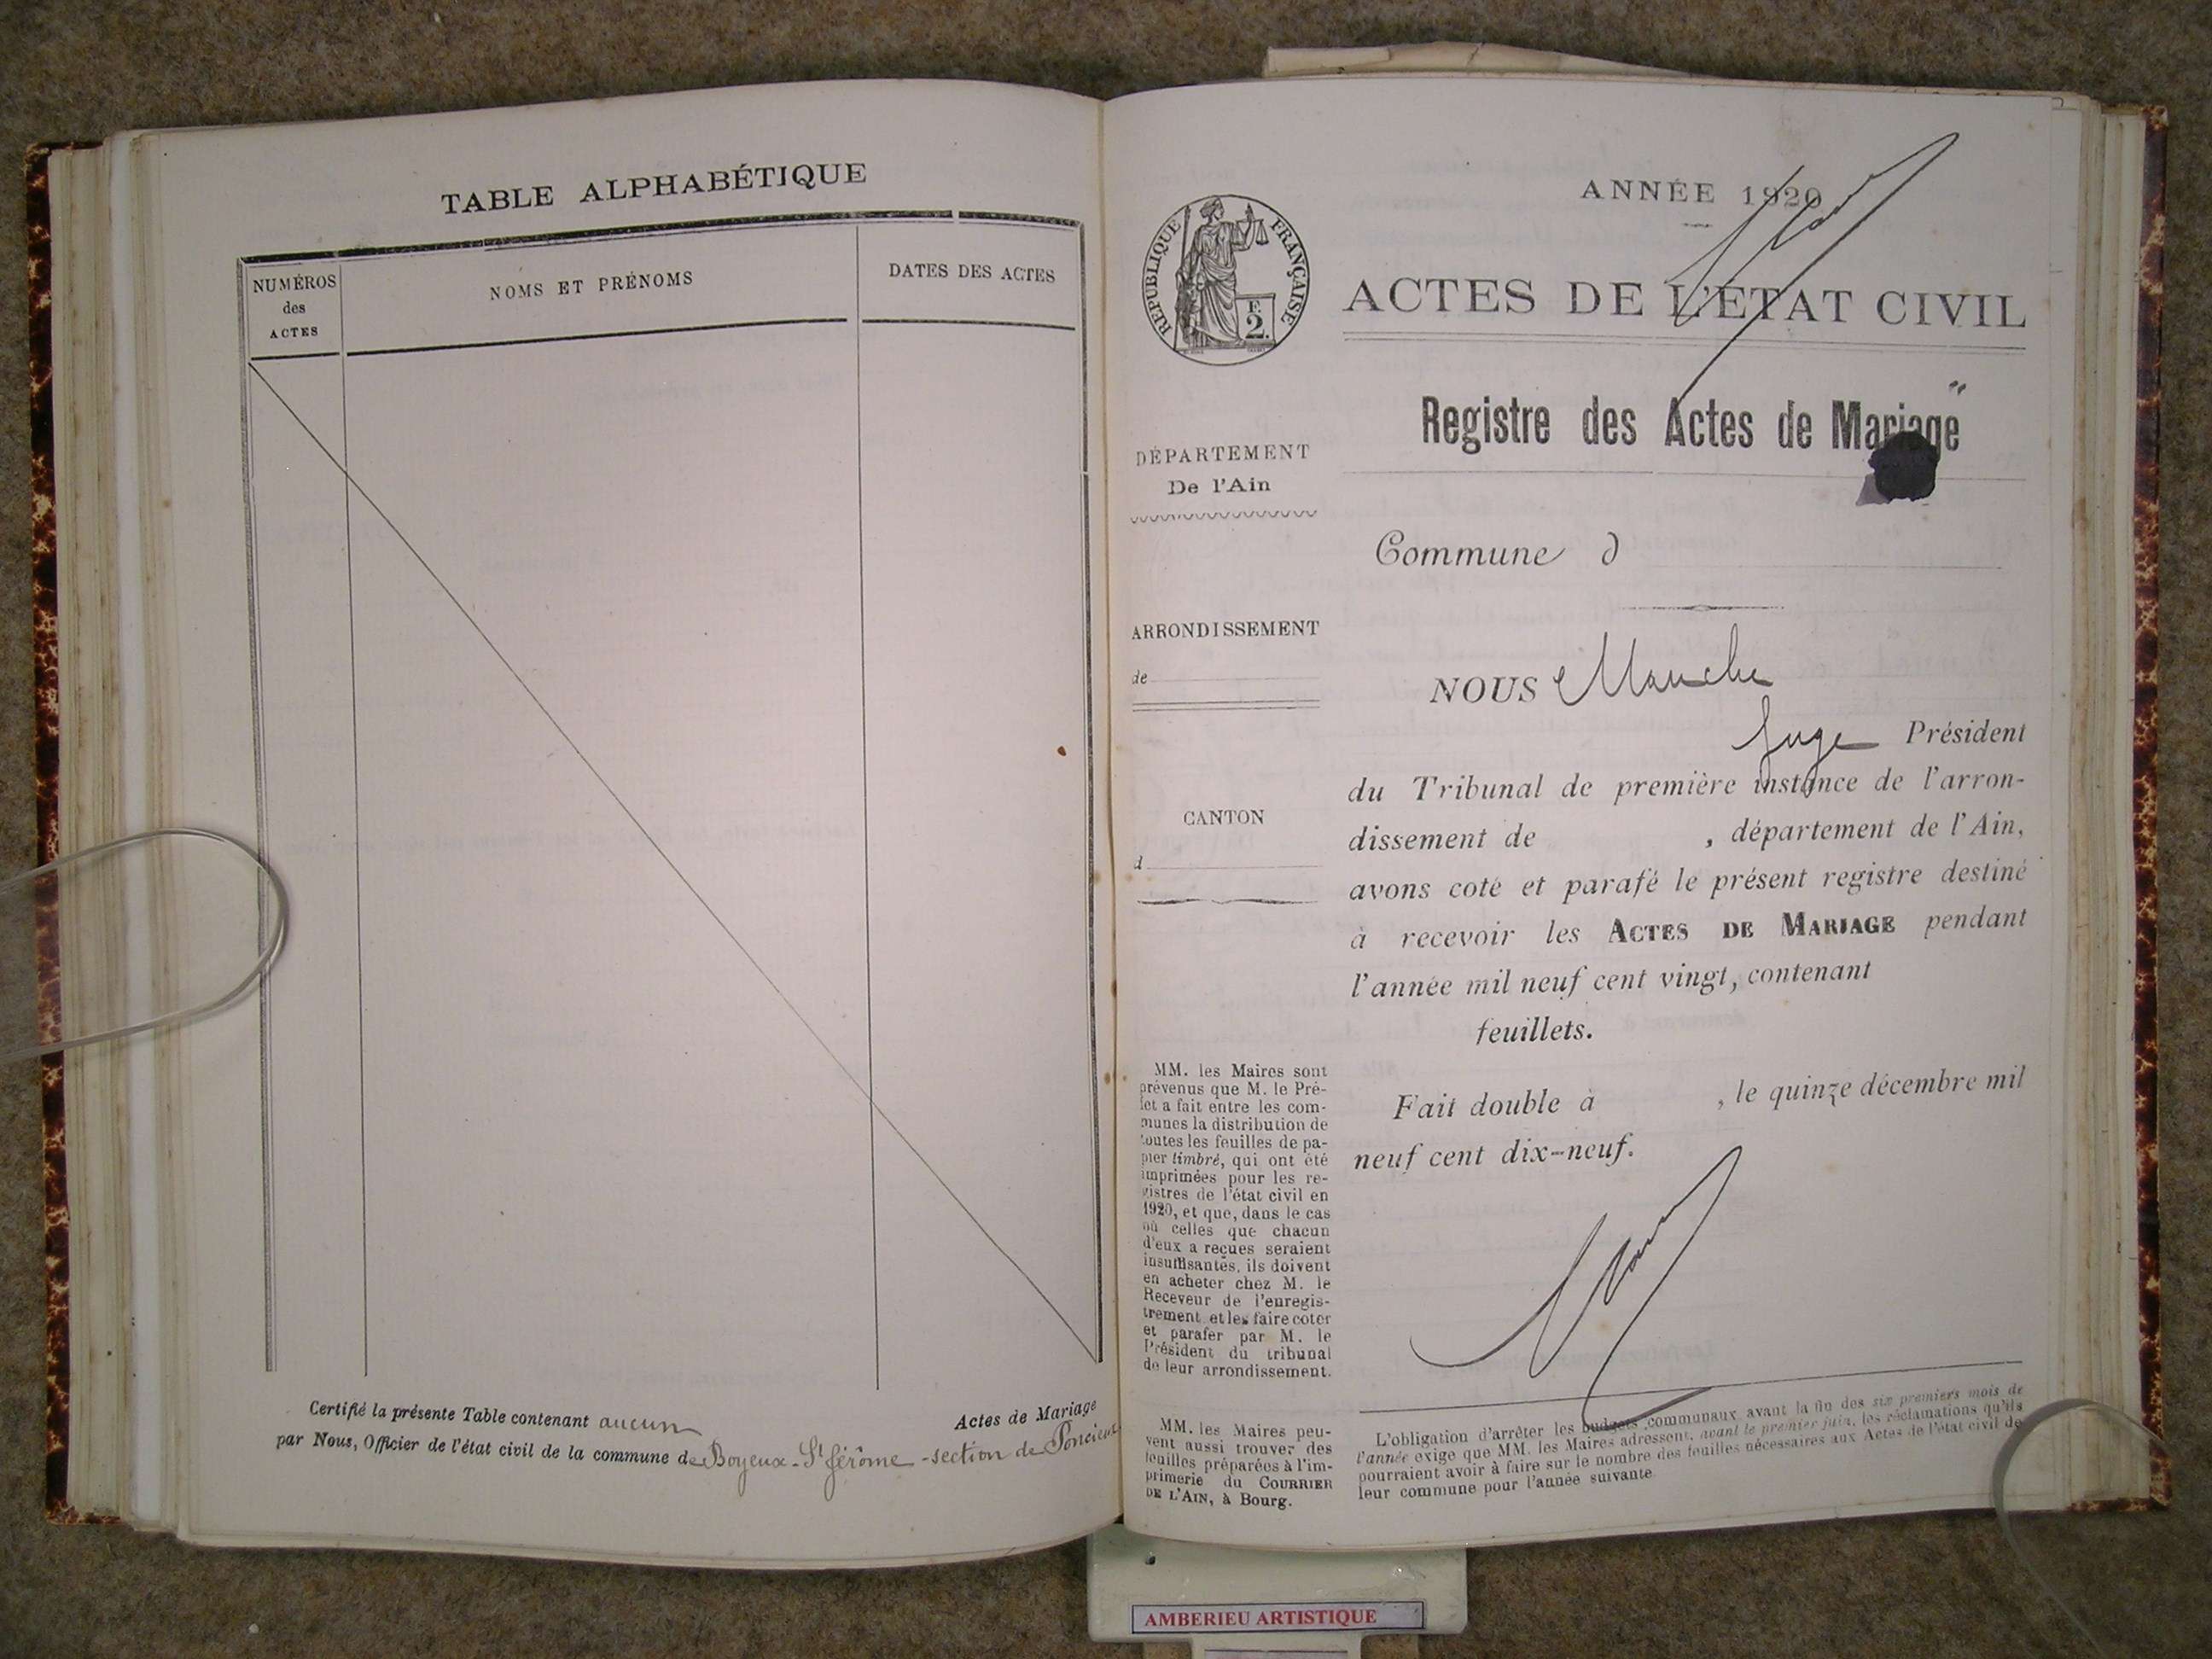 TABLE ALPHABÉTIQUE
NUMÉROS
des
ACTES
NOMS ET PRÉNOMS
DATES DES ACTES
Certifié la présente Table contenant aucun Actes de Mariage
par Nous, Officier de l'état civil de la commune de Boyeux-St Jérôme - section de Poncieux
ANNÉE 1920
RÉPUBLIQUE FRANÇAISE
F.
2.
ACTES DE L'ÉTAT CIVIL
Registre des Actes de Mariage
DÉPARTEMENT
De l'Ain
Commune d
ARRONDISSEMENT
de
CANTON
d
NOUS
Juge Président
du Tribunal de première instance de l'arron-
dissement de , département de l'Ain,
avons coté et parafé le présent registre destiné
à recevoir les ACTES DE MARIAGE pendant
l'année mil neuf cent vingt, contenant
feuillets.
Fait double à , le quinze décembre mil
neuf cent dix-neuf.
MM. les Maires sont
prévenus que M. le Pré-
fet a fait entre les com-
munes la distribution de
toutes les feuilles de pa-
pier timbré, qui ont été
imprimées pour les re-
gistres de l'état civil en
1920, et que, dans le cas
où celles que chacun
d'eux a reçues seraient
insuffisantes, ils doivent
en acheter chez M. le
Receveur de l'enregis-
trement et les faire coter
et parafer par M. le
Président du tribunal
de leur arrondissement.
MM. les Maires peu-
vent aussi trouver des
feuilles préparées à l'im-
primerie du COURRIER
DE L'AIN, à Bourg.
L'obligation d'arrêter les budgets communaux avant la fin des six premiers mois de
l'année exige que MM. les Maires adressent, avant le premier juin, les réclamations qu'ils
pourraient avoir à faire sur le nombre des feuilles nécessaires aux Actes de l'état civil de
leur commune pour l'année suivante
AMBERIEU ARTISTIQUE